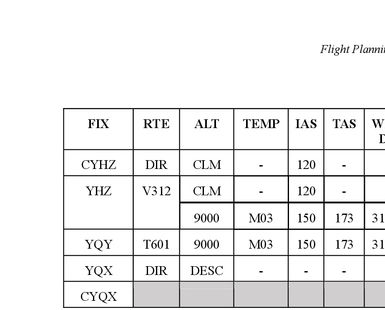 Flight Planni
FIX RTE ALT TEMP IAS TAS W
D
CYHZ DIR CLM - 120 -
YHZ V312 CLM - 120 -
9000 M03 150 173 31
YQY T601 9000 M03 150 173 31
YQX DIR DESC - - -
CYQX